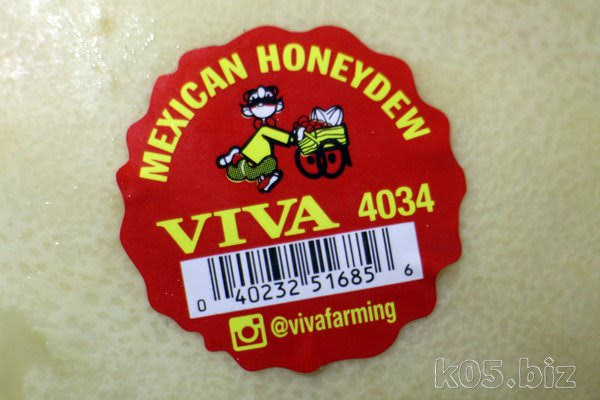 MEXICAN HONEYDEW
VIVA 4034
0 40232 51685 6
@vivafarming
k05.biz